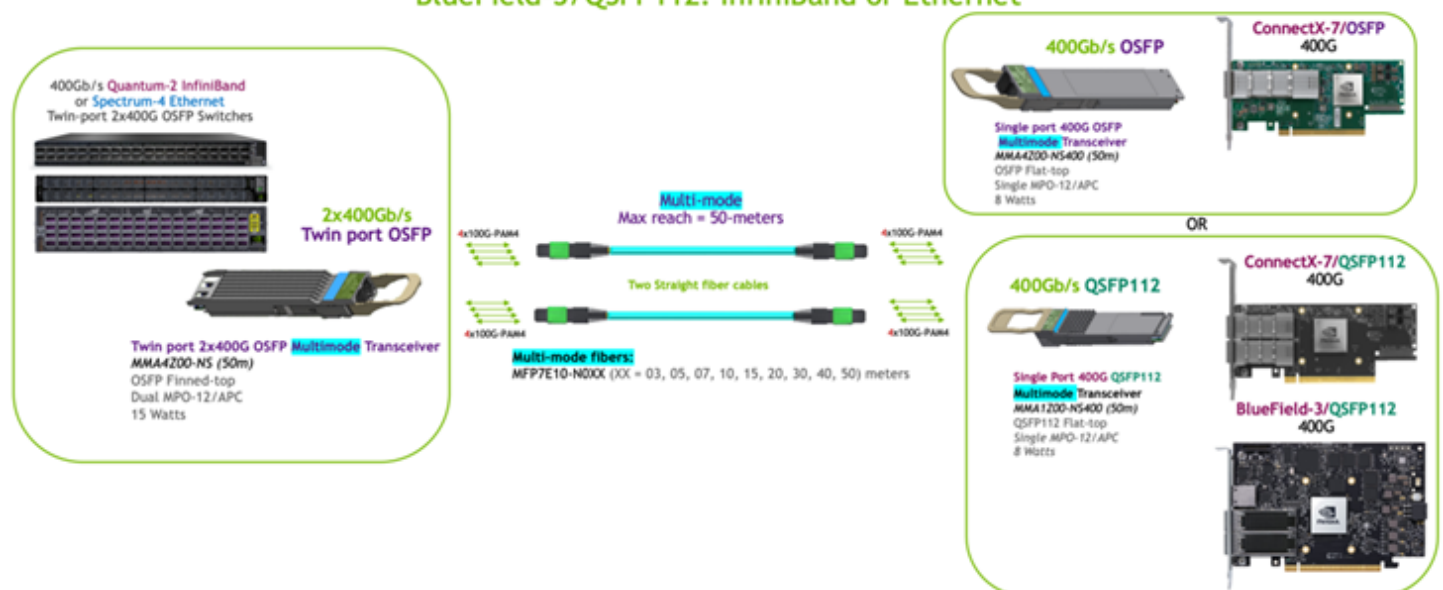 BlueField-3/QSFP112: InfiniBand or Ethernet
400Gb/s Quantum-2 InfiniBand
or Spectrum-4 Ethernet
Twin-port 2x400G OSFP Switches
2x400Gb/s
Twin port OSFP
Twin port 2x400G OSFP Multimode Transceiver
MMA4Z00-NS (50m)
OSFP Finned-top
Dual MPO-12/APC
15 Watts
4x100G-PAM4
4x100G-PAM4
Multi-mode
Max reach = 50-meters
Two Straight fiber cables
Multi-mode fibers:
MFP7E10-N0XX (XX = 03, 05, 07, 10, 15, 20, 30, 40, 50) meters
4x100G-PAM4
4x100G-PAM4
400Gb/s OSFP
Single port 400G OSFP
Multimode Transceiver
MMA4Z00-NS400 (50m)
OSFP Flat-top
Single MPO-12/APC
8 Watts
ConnectX-7/OSFP
400G
OR
400Gb/s QSFP112
Single Port 400G QSFP112
Multimode Transceiver
MMA1Z00-NS400 (50m)
QSFP112 Flat-top
Single MPO-12/APC
8 Watts
ConnectX-7/QSFP112
400G
BlueField-3/QSFP112
400G